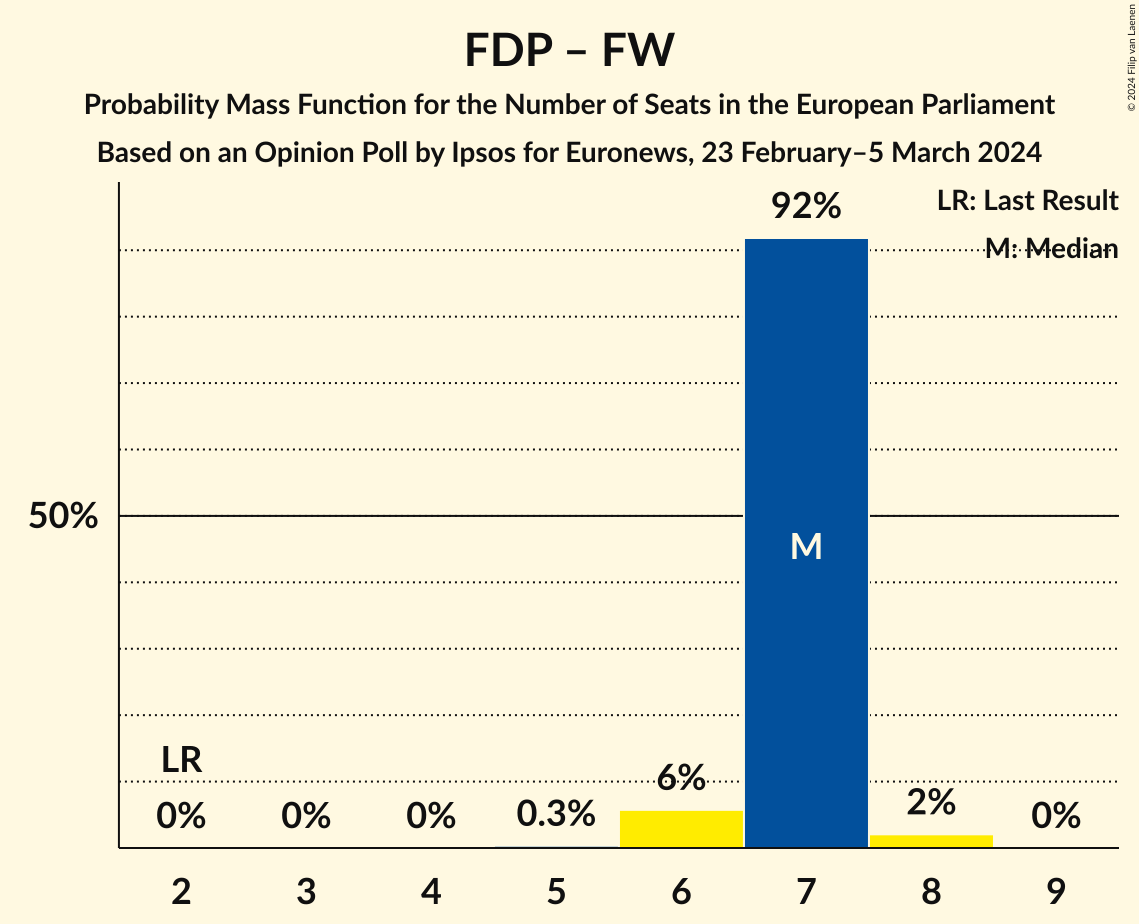 FDP – FW
Probability Mass Function for the Number of Seats in the European Parliament
Based on an Opinion Poll by Ipsos for Euronews, 23 February–5 March 2024
© 2024 Filip van Laenen
LR: Last Result
M: Median
92%
50%
M
LR
0%
0%
0%
0.3%
6%
2%
0%
2
3
4
5
6
7
8
9